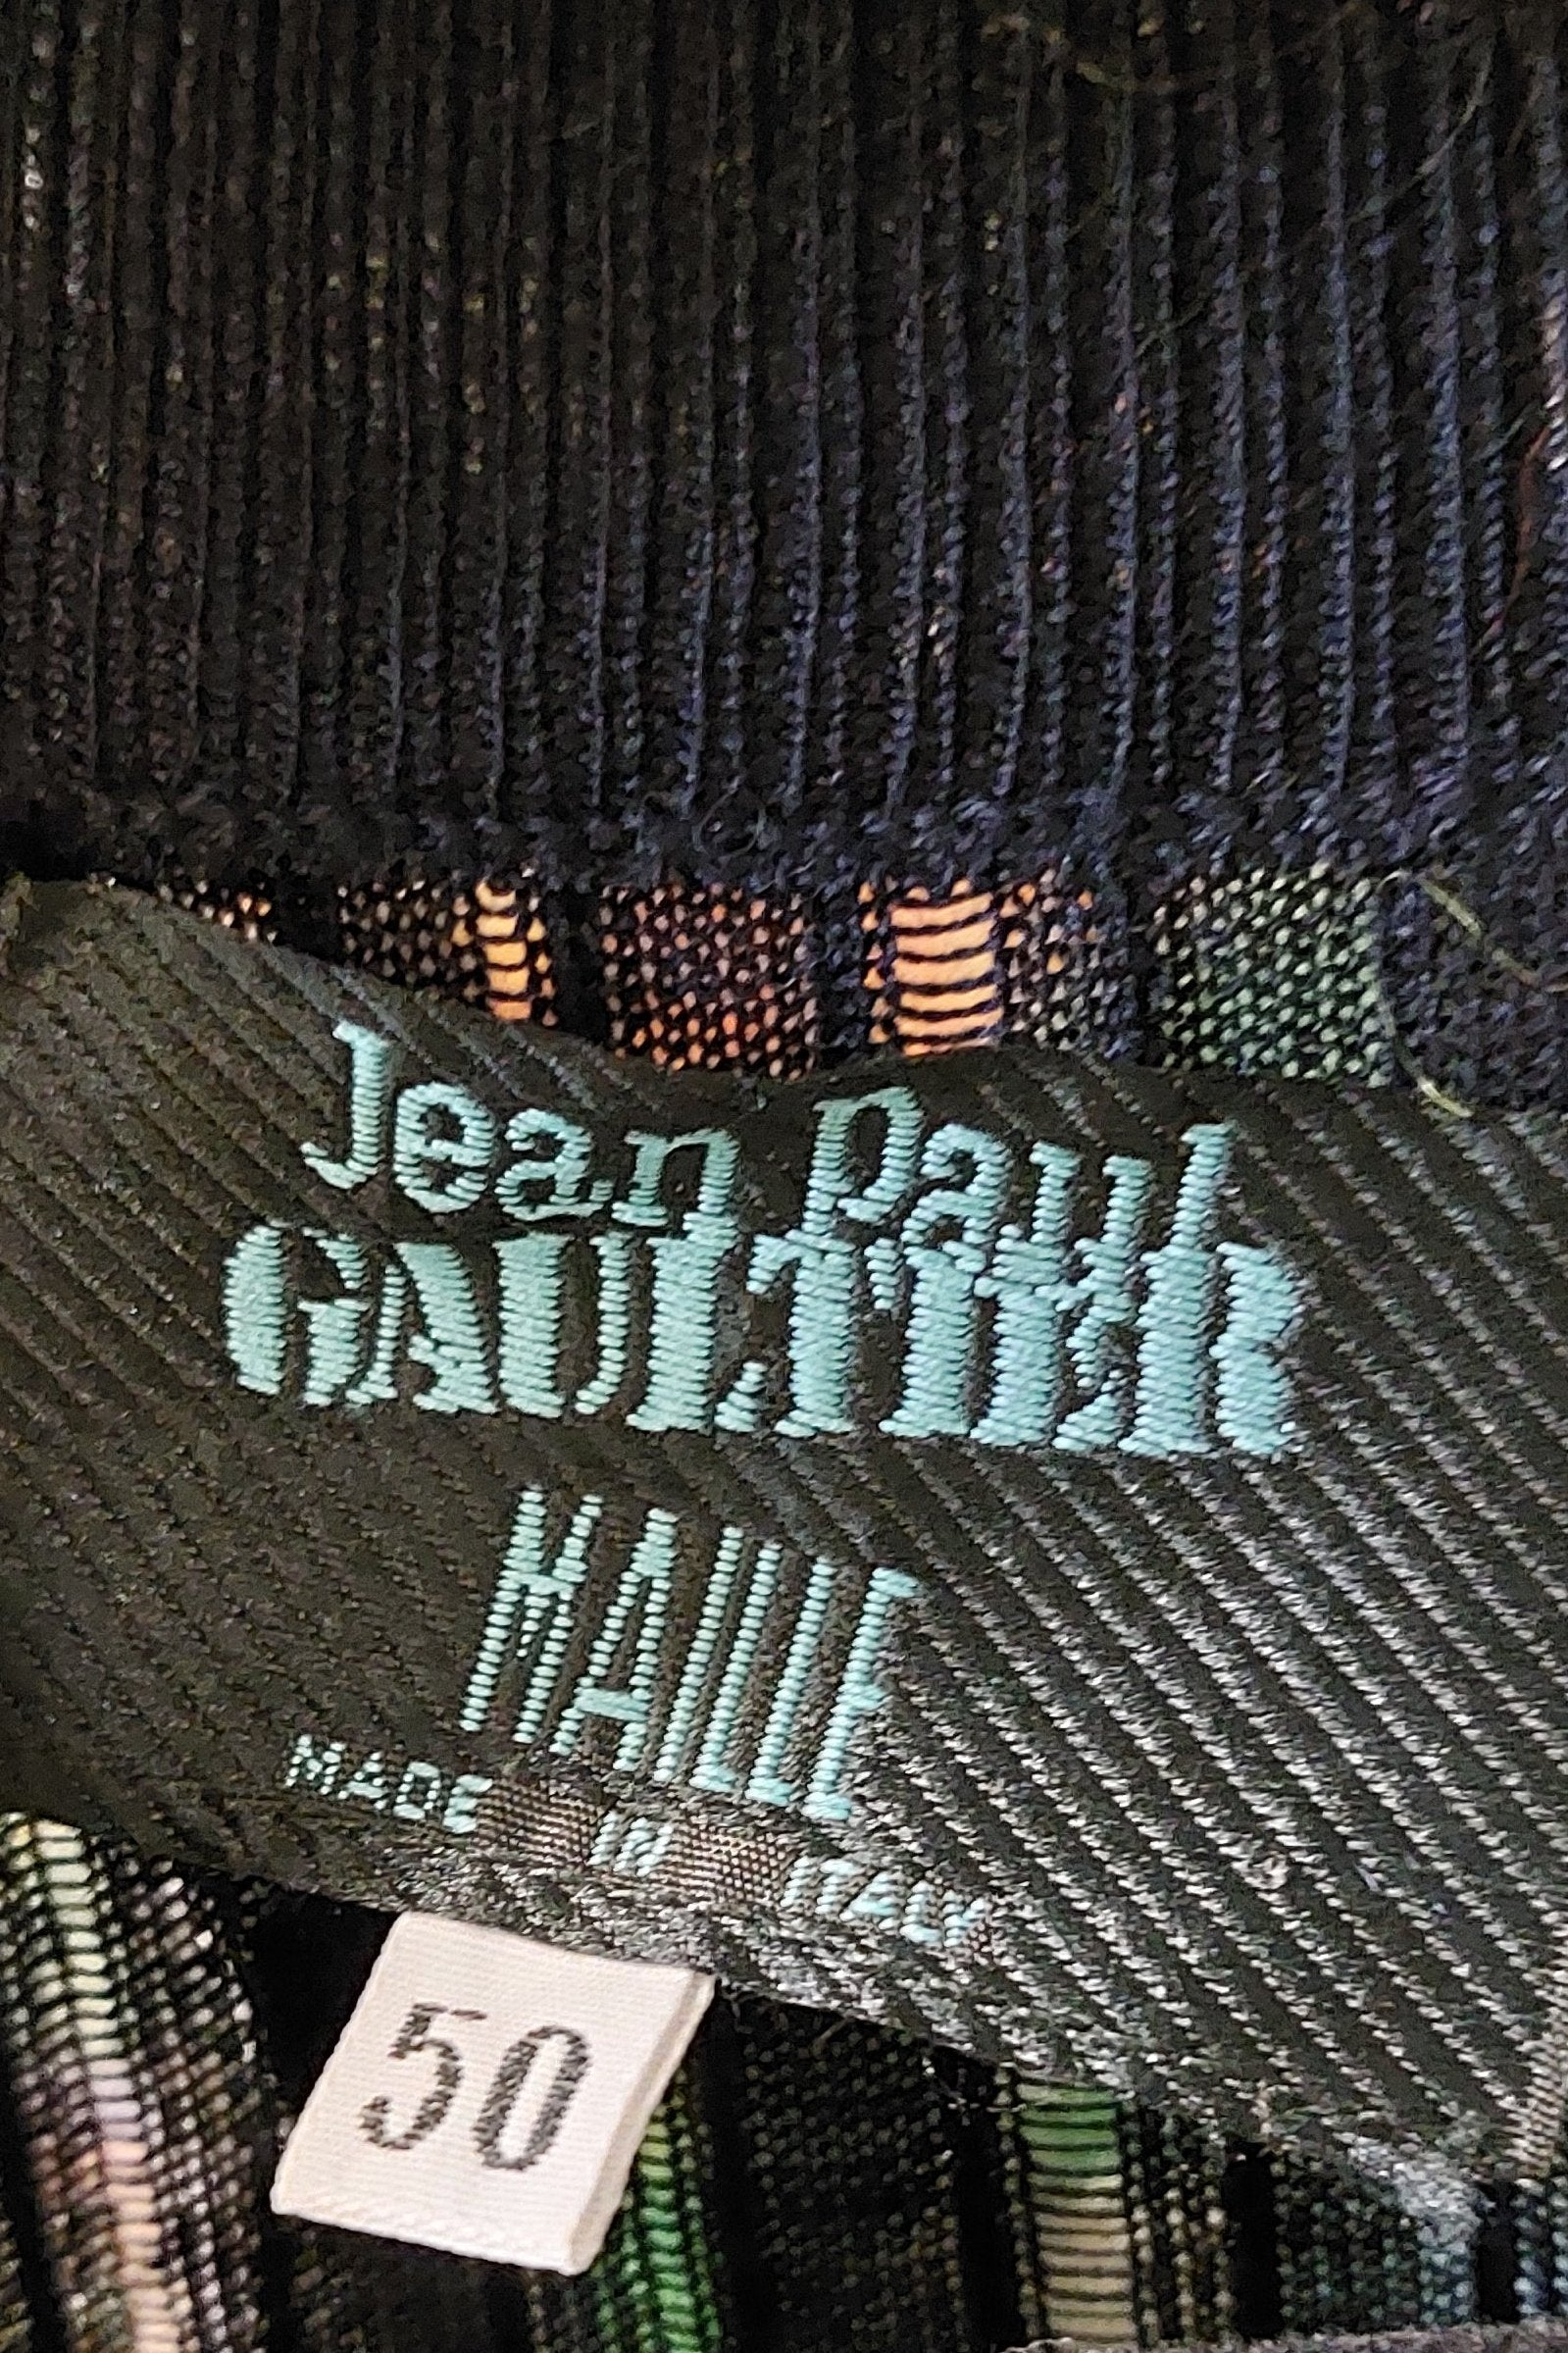 Jean Paul
GAULTIER
MAILLE
MADE IN ITALY
50